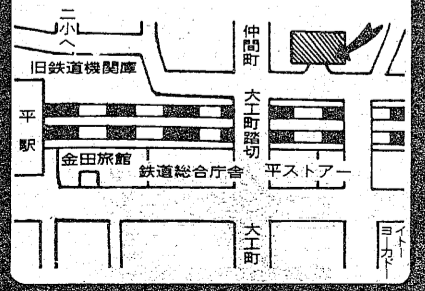 二小へ
仲間町
旧鉄道機関庫
大工町踏切
平駅
金田旅館
鉄道総合庁舎
平ストアー
大工町
イトーヨーカドー